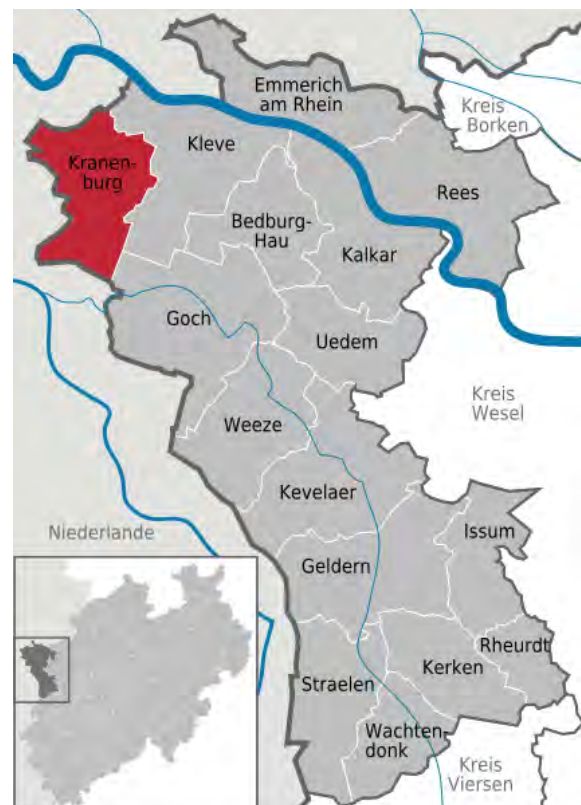 Emmerich
am Rhein
Kreis
Borken
Kranen-
burg
Kleve
Rees
Bedburg-
Hau
Kalkar
Goch
Uedem
Kreis
Wesel
Weeze
Kevelaer
Niederlande
Issum
Geldern
Rheurdt
Kerken
Straelen
Wachten-
donk
Kreis
Viersen